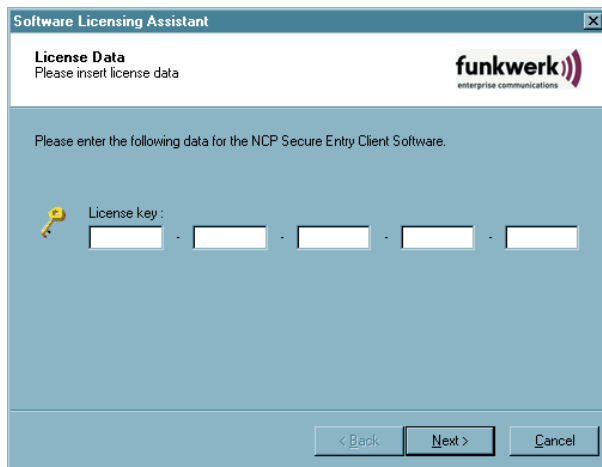 Software Licensing Assistant
License Data
Please insert license data
funkwerk
enterprise communications
Please enter the following data for the NCP Secure Entry Client Software.
License key :
- - - -
< Back Next > Cancel